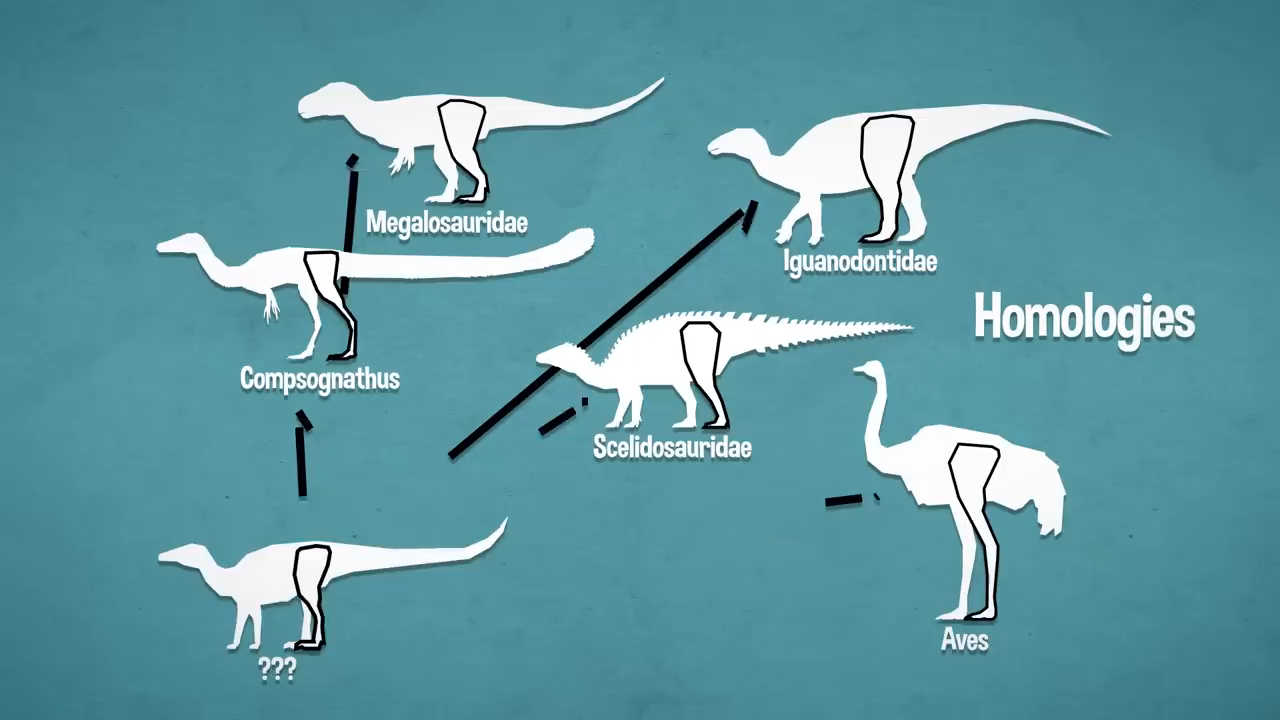 Megalosauridae
Iguanodontidae
Homologies
Compsognathus
Scelidosauridae
Aves
???